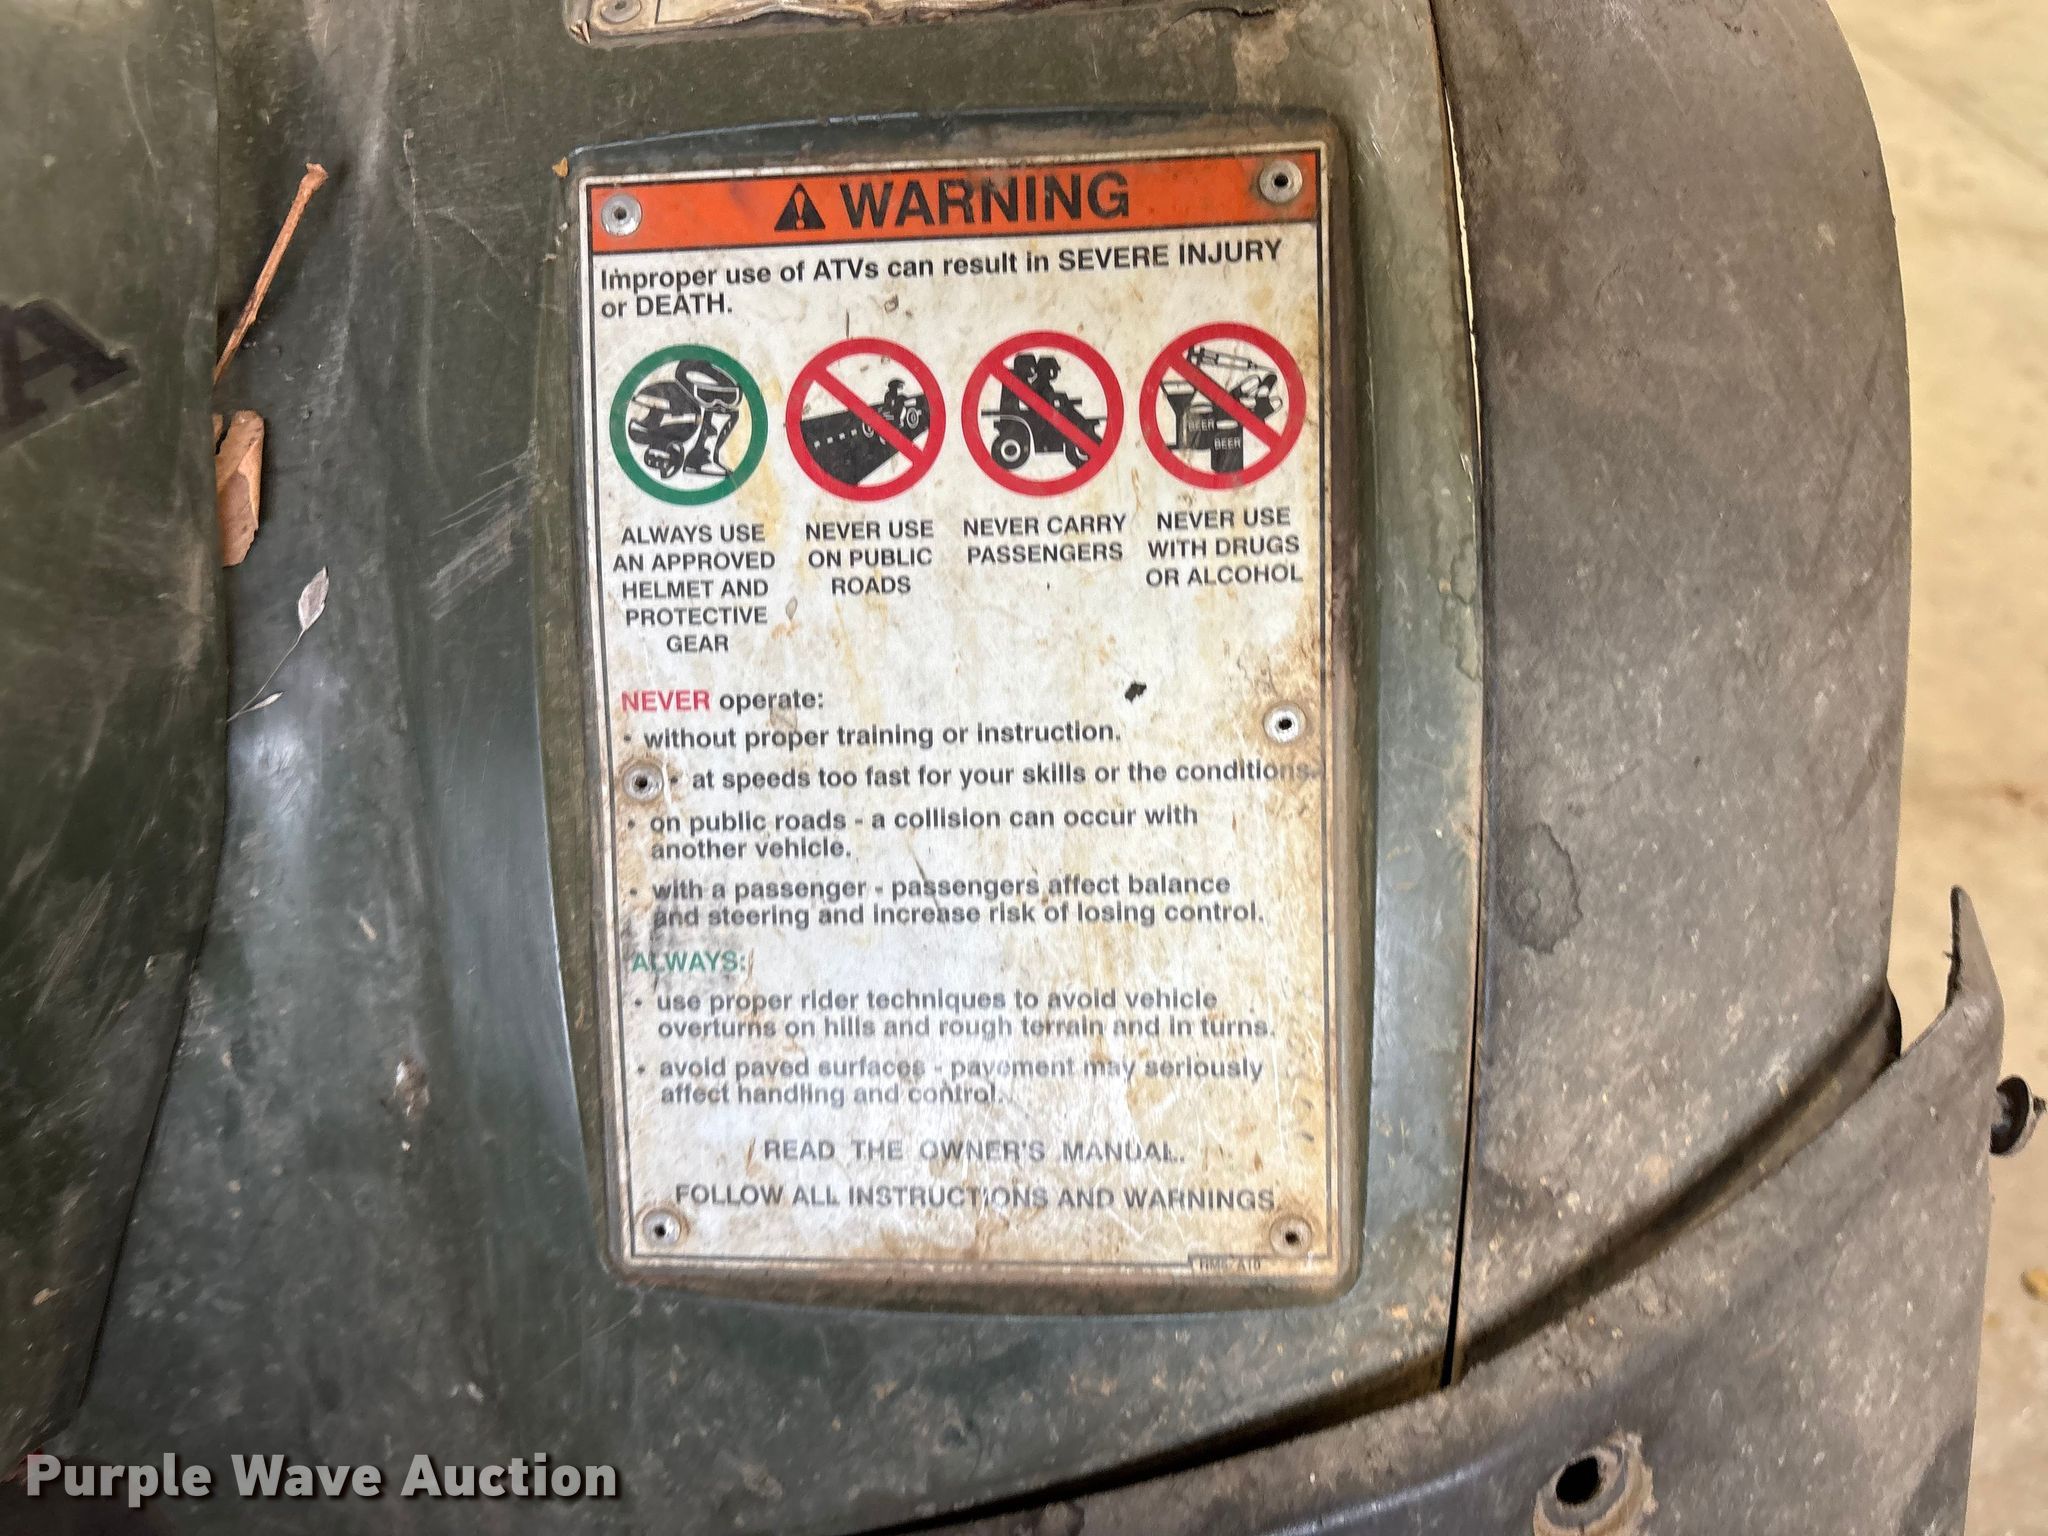 WARNING
Improper use of ATVs can result in SEVERE INJURY
or DEATH.
BEER
BEER
ALWAYS USE
AN APPROVED
HELMET AND
PROTECTIVE
GEAR
NEVER USE
ON PUBLIC
ROADS
NEVER CARRY
PASSENGERS
NEVER USE
WITH DRUGS
OR ALCOHOL
NEVER operate:
• without proper training or instruction.
• at speeds too fast for your skills or the conditions.
• on public roads - a collision can occur with
another vehicle.
• with a passenger - passengers affect balance
and steering and increase risk of losing control.
ALWAYS:
• use proper rider techniques to avoid vehicle
overturns on hills and rough terrain and in turns.
• avoid paved surfaces - pavement may seriously
affect handling and control.
READ THE OWNER'S MANUAL.
FOLLOW ALL INSTRUCTIONS AND WARNINGS
A
Purple Wave Auction